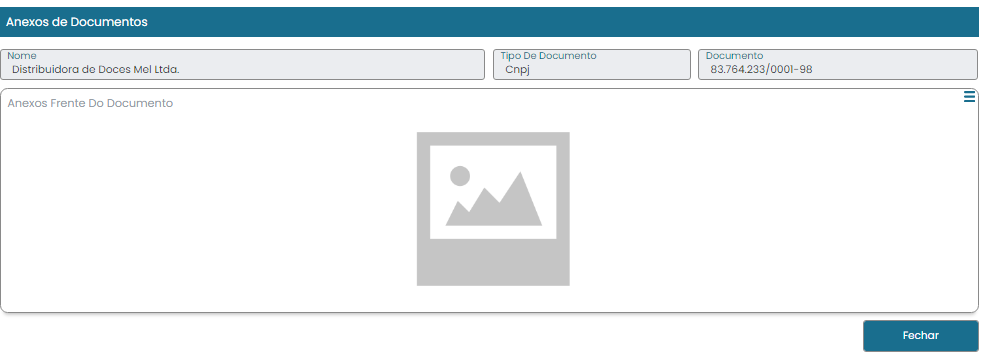 Anexos de Documentos
Nome
Tipo De Documento
Documento
Distribuidora de Doces Mel Ltda.
Cnpj
83.764.233/0001-98
Anexos Frente Do Documento
Fechar